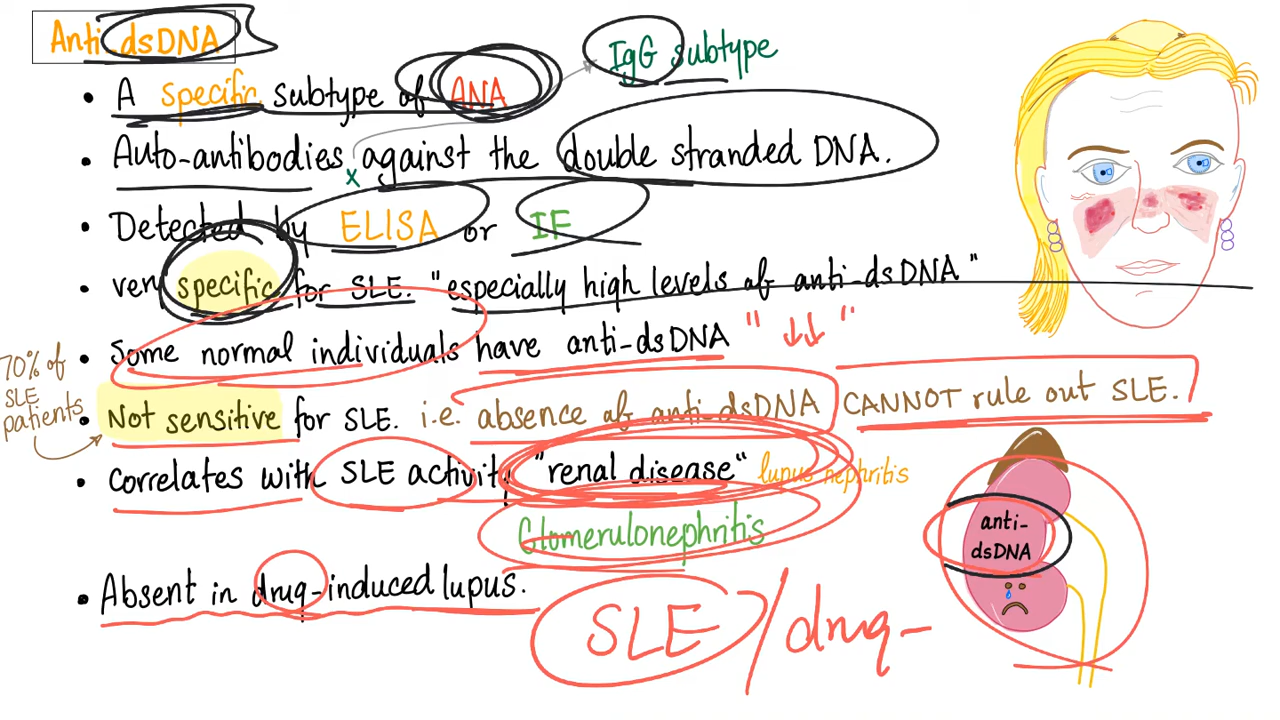 Anti-dsDNA
IgG subtype
• A specific subtype of ANA
• Auto-antibodies against the double stranded DNA.
x
• Detected by ELISA or IF
• very specific for SLE. "especially high levels of anti-dsDNA"
• Some normal individuals have anti-dsDNA "↓↓"
70% of
SLE
patients
• Not sensitive for SLE. i.e. absence of anti-dsDNA CANNOT rule out SLE.
• Correlates with SLE activity "renal disease" lupus nephritis
Glomerulonephritis
anti-
dsDNA
• Absent in drug-induced lupus.
SLE/drug-